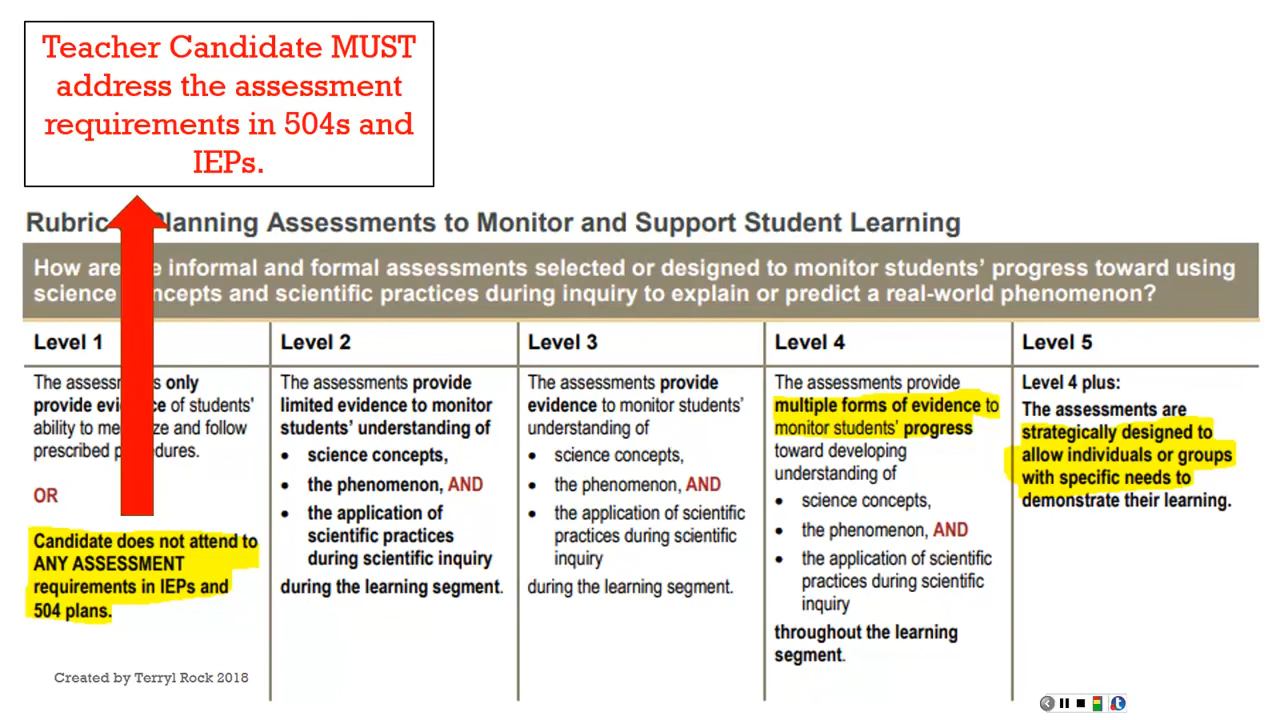 Teacher Candidate MUST
address the assessment
requirements in 504s and
IEPs.
Rubric Planning Assessments to Monitor and Support Student Learning
How are informal and formal assessments selected or designed to monitor students' progress toward using
science concepts and scientific practices during inquiry to explain or predict a real-world phenomenon?
Level 1
The assessments only
provide evidence of students'
ability to memorize and follow
prescribed procedures.
OR
Candidate does not attend to
ANY ASSESSMENT
requirements in IEPs and
504 plans.
Level 2
The assessments provide
limited evidence to monitor
students' understanding of
• science concepts,
• the phenomenon, AND
• the application of
scientific practices
during scientific inquiry
during the learning segment.
Level 3
The assessments provide
evidence to monitor students'
understanding of
• science concepts,
• the phenomenon, AND
• the application of scientific
practices during scientific
inquiry
during the learning segment.
Level 4
The assessments provide
multiple forms of evidence to
monitor students' progress
toward developing
understanding of
• science concepts,
• the phenomenon, AND
• the application of scientific
practices during scientific
inquiry
throughout the learning
segment.
Level 5
Level 4 plus:
The assessments are
strategically designed to
allow individuals or groups
with specific needs to
demonstrate their learning.
Created by Terryl Rock 2018